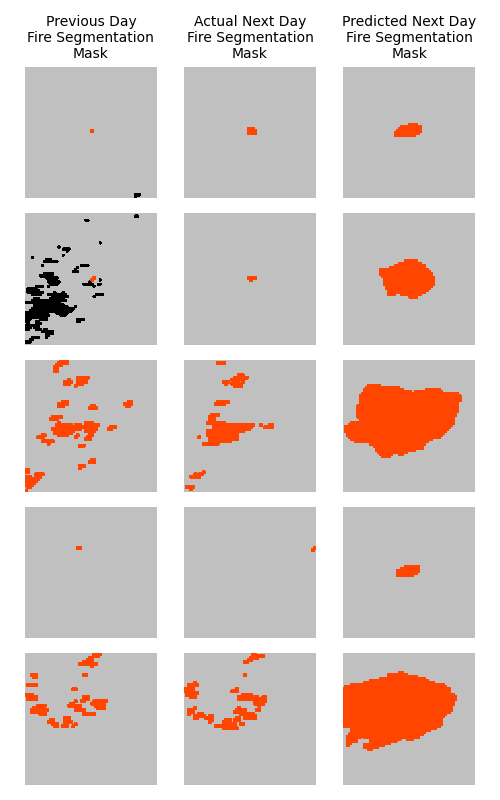 Previous Day
Fire Segmentation
Mask
Actual Next Day
Fire Segmentation
Mask
Predicted Next Day
Fire Segmentation
Mask